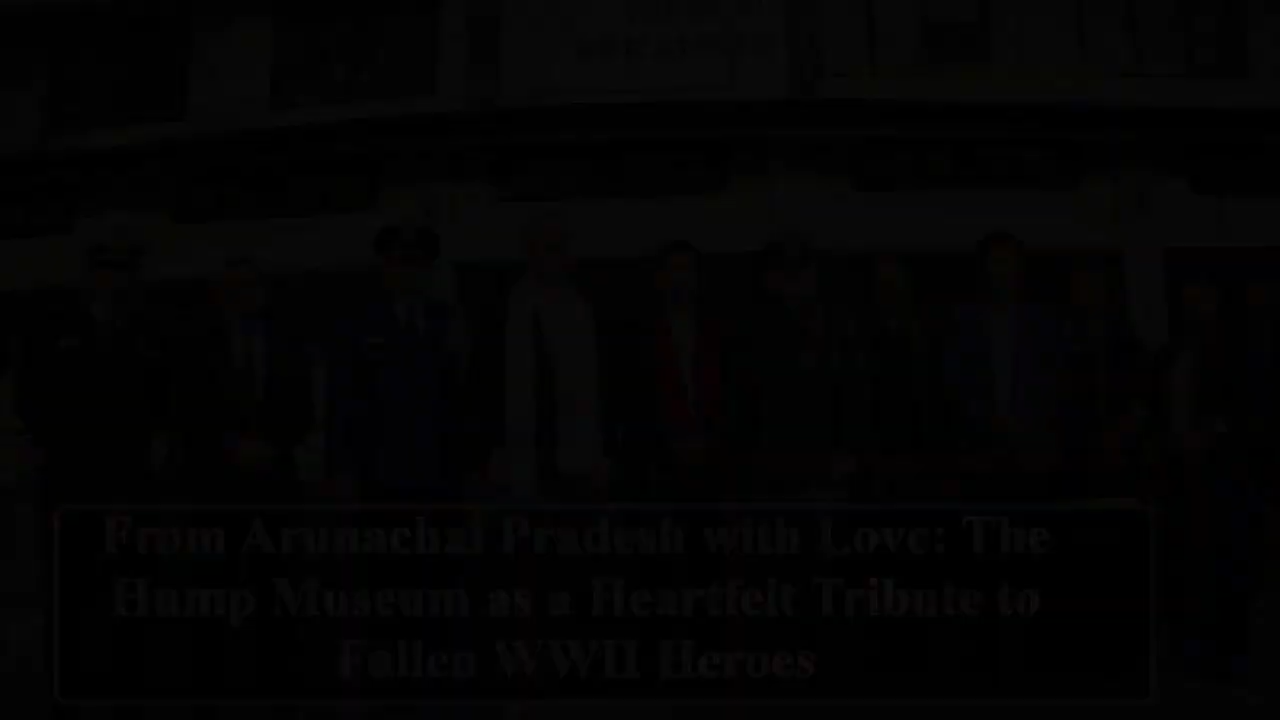 From Arunachal Pradesh with Love: The
Hump Museum as a Heartfelt Tribute to
Fallen WWII Heroes